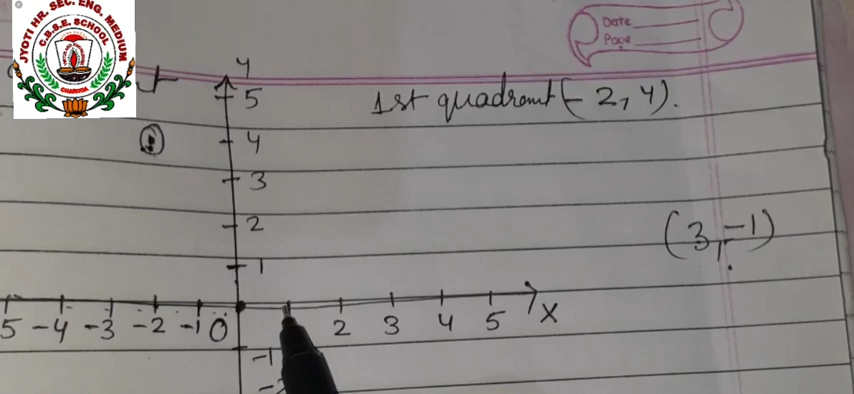 JYOTI HR. SEC. ENG. MEDIUM
C.B.S.E. SCHOOL
CHARODA
Date
Page
y
5
1st quadrant (- 2, 4).
4
3
2
(3, -1)
1
5 -4 -3 -2 -1 0 2 3 4 5 X
-1